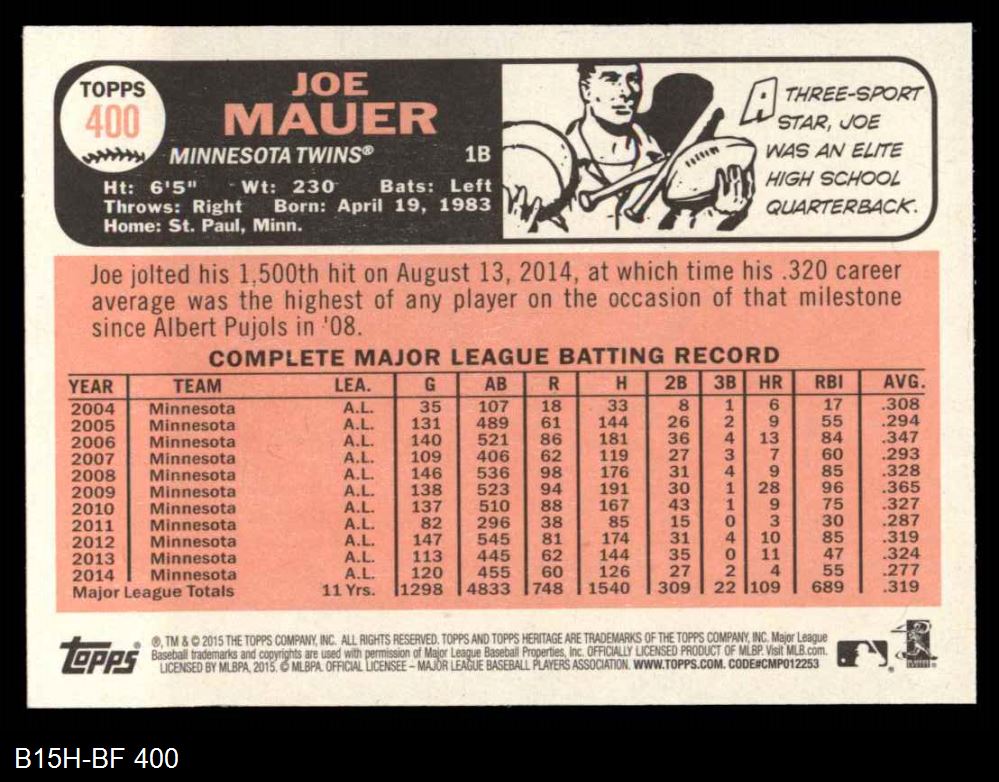 TOPPS
400
JOE
MAUER
MINNESOTA TWINS® 1B
Ht: 6'5" Wt: 230 Bats: Left
Throws: Right Born: April 19, 1983
Home: St. Paul, Minn.
A THREE-SPORT
STAR, JOE
WAS AN ELITE
HIGH SCHOOL
QUARTERBACK.
Joe jolted his 1,500th hit on August 13, 2014, at which time his .320 career
average was the highest of any player on the occasion of that milestone
since Albert Pujols in '08.
COMPLETE MAJOR LEAGUE BATTING RECORD
YEAR TEAM LEA. G AB R H 2B 3B HR RBI AVG.
2004 Minnesota A.L. 35 107 18 33 8 1 6 17 .308
2005 Minnesota A.L. 131 489 61 144 26 2 9 55 .294
2006 Minnesota A.L. 140 521 86 181 36 4 13 84 .347
2007 Minnesota A.L. 109 406 62 119 27 3 7 60 .293
2008 Minnesota A.L. 146 536 98 176 31 4 9 85 .328
2009 Minnesota A.L. 138 523 94 191 30 1 28 96 .365
2010 Minnesota A.L. 137 510 88 167 43 1 9 75 .327
2011 Minnesota A.L. 82 296 38 85 15 0 3 30 .287
2012 Minnesota A.L. 147 545 81 174 31 4 10 85 .319
2013 Minnesota A.L. 113 445 62 144 35 0 11 47 .324
2014 Minnesota A.L. 120 455 60 126 27 2 4 55 .277
Major League Totals 11 Yrs. 1298 4833 748 1540 309 22 109 689 .319
Topps®
®, TM & © 2015 THE TOPPS COMPANY, INC. ALL RIGHTS RESERVED. TOPPS AND TOPPS HERITAGE ARE TRADEMARKS OF THE TOPPS COMPANY, INC. Major League
Baseball trademarks and copyrights are used with permission of Major League Baseball Properties, Inc. OFFICIALLY LICENSED PRODUCT OF MLBP. Visit MLB.com.
LICENSED BY MLBPA, 2015. © MLBPA. OFFICIAL LICENSEE – MAJOR LEAGUE BASEBALL PLAYERS ASSOCIATION. WWW.TOPPS.COM. CODE#CMP012253
B15H-BF 400